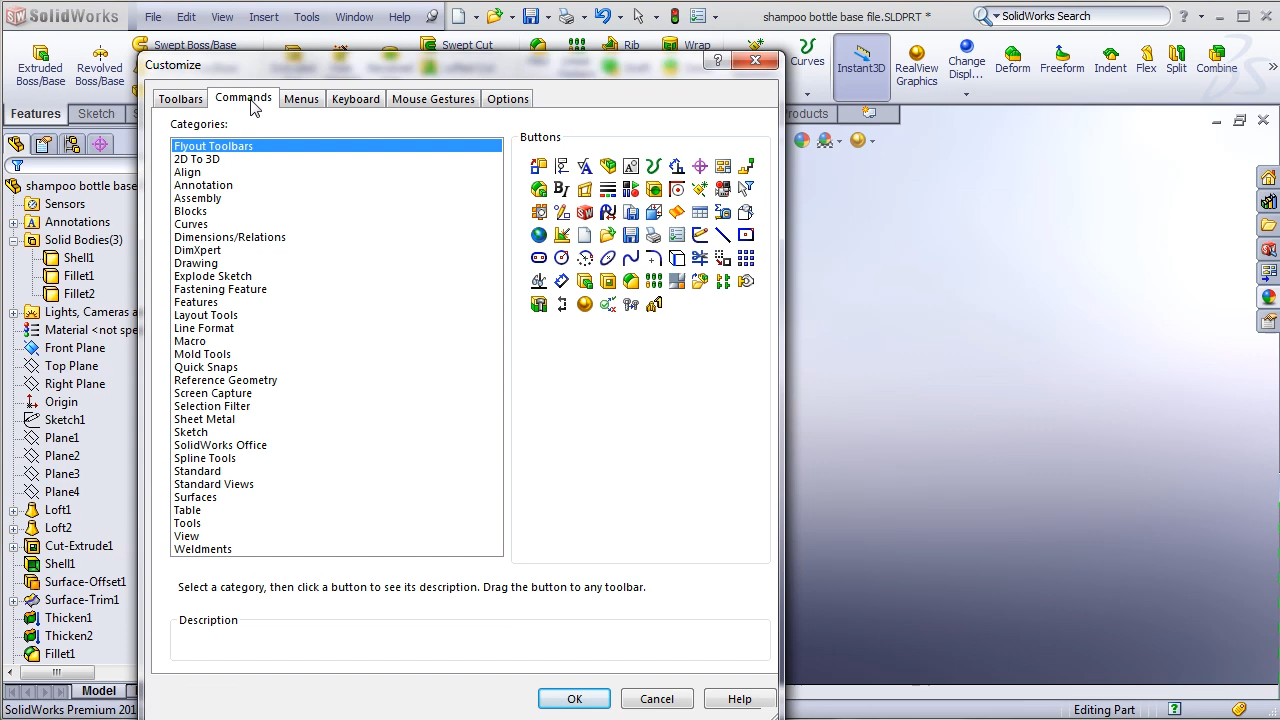 SolidWorks File Edit View Insert Tools Window Help shampoo bottle base file.SLDPRT * SolidWorks Search
Extruded Boss/Base
Revolved Boss/Base
Swept Boss/Base
Swept Cut
Rib
Wrap
Curves
Instant3D
RealView Graphics
Change Displ...
Deform
Freeform
Indent
Flex
Split
Combine
Features Sketch
Customize
Toolbars Commands Menus Keyboard Mouse Gestures Options
Categories:
Flyout Toolbars
2D To 3D
Align
Annotation
Assembly
Blocks
Curves
Dimensions/Relations
DimXpert
Drawing
Explode Sketch
Fastening Feature
Features
Layout Tools
Line Format
Macro
Mold Tools
Quick Snaps
Reference Geometry
Screen Capture
Selection Filter
Sheet Metal
Sketch
SolidWorks Office
Spline Tools
Standard
Standard Views
Surfaces
Table
Tools
View
Weldments
Buttons
Select a category, then click a button to see its description. Drag the button to any toolbar.
Description
OK Cancel Help
shampoo bottle base
Sensors
Annotations
Solid Bodies(3)
Shell1
Fillet1
Fillet2
Lights, Cameras a
Material <not spe
Front Plane
Top Plane
Right Plane
Origin
Sketch1
Plane1
Plane2
Plane3
Plane4
Loft1
Loft2
Cut-Extrude1
Shell1
Surface-Offset1
Surface-Trim1
Thicken1
Thicken2
Fillet1
Model
SolidWorks Premium 201
Editing Part